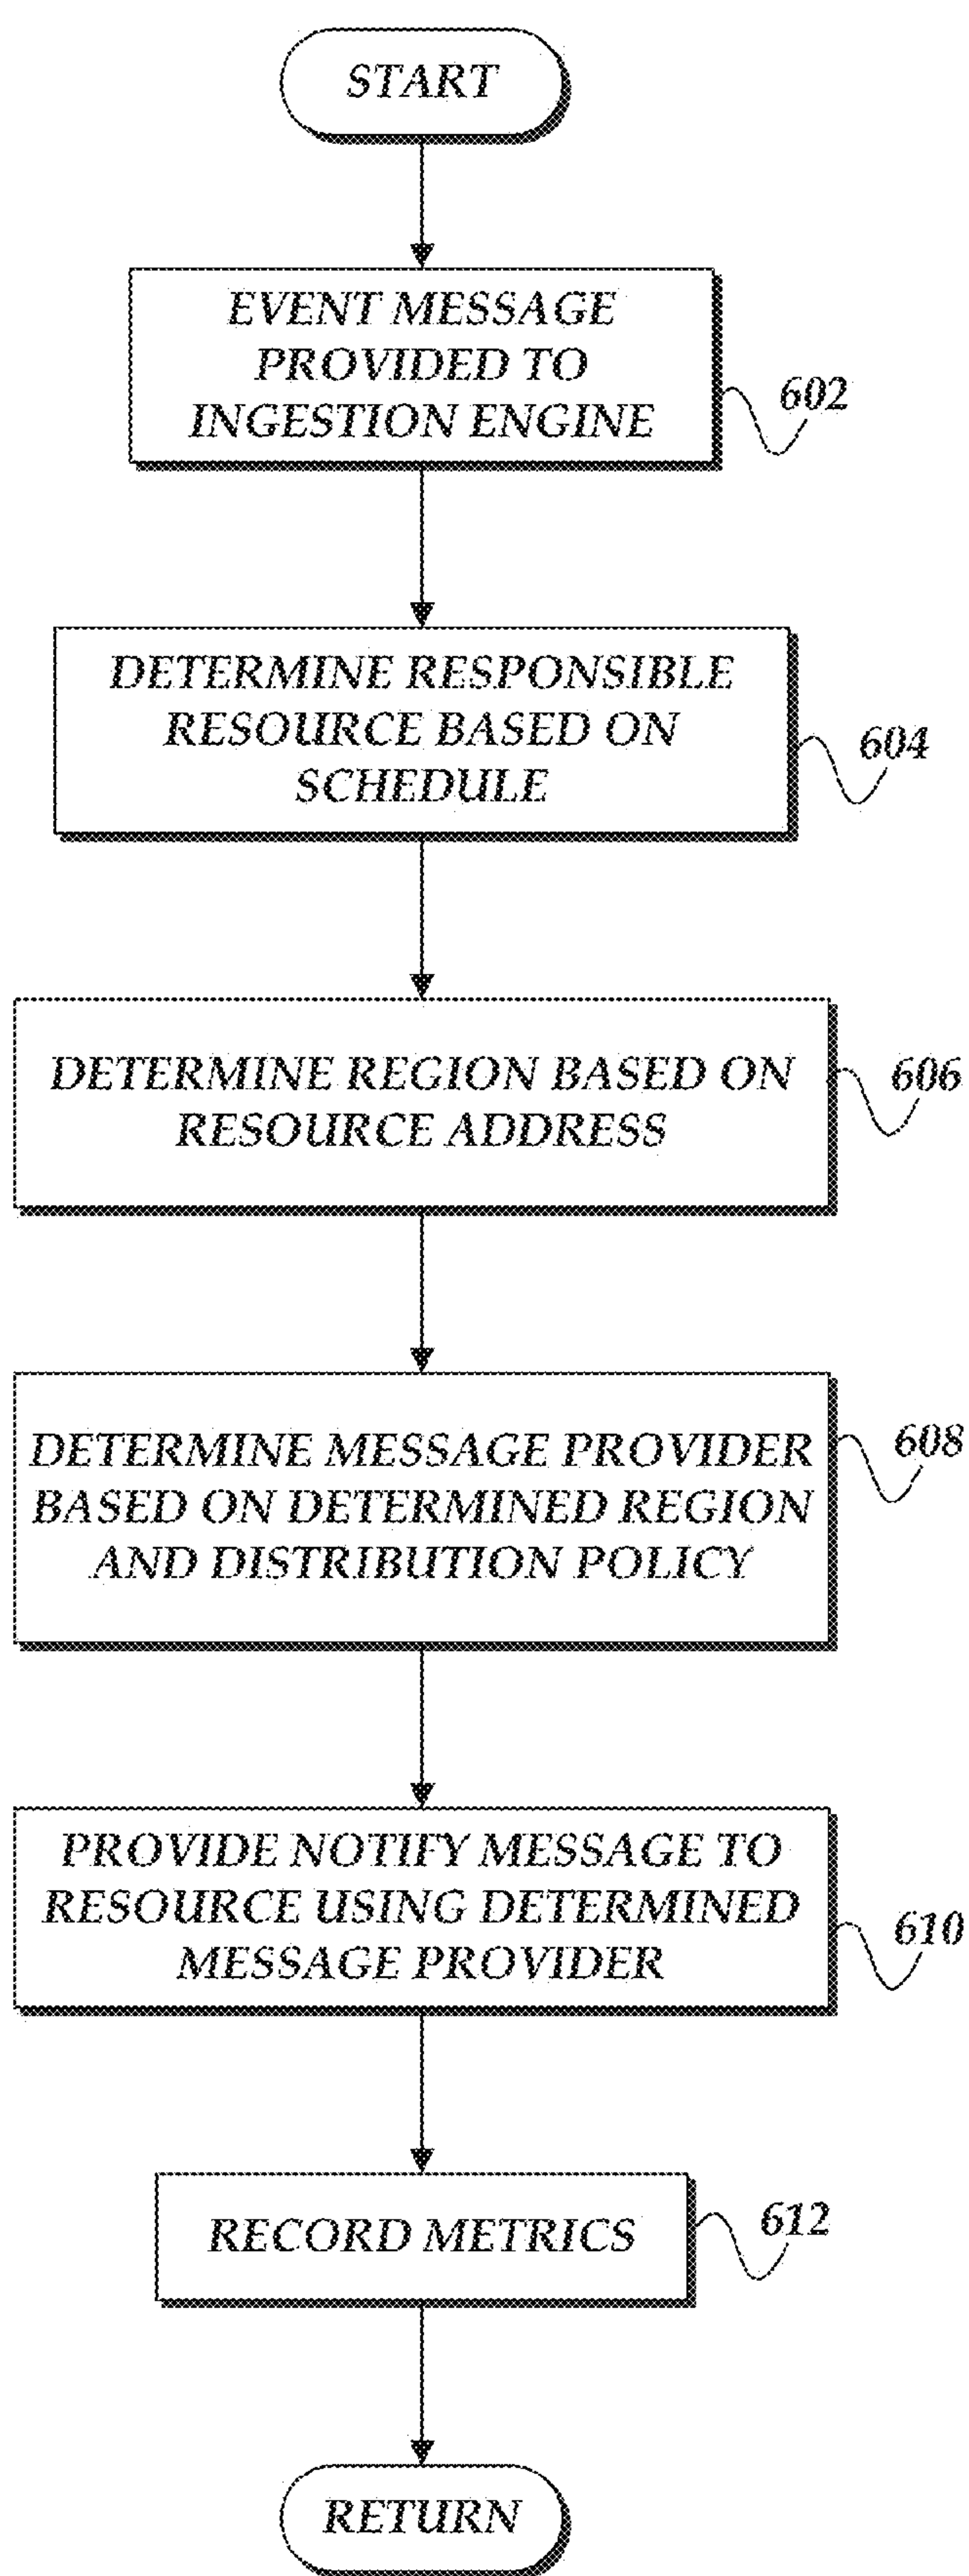 START
EVENT MESSAGE
PROVIDED TO
INGESTION ENGINE
602
DETERMINE RESPONSIBLE
RESOURCE BASED ON
SCHEDULE
604
DETERMINE REGION BASED ON
RESOURCE ADDRESS
606
DETERMINE MESSAGE PROVIDER
BASED ON DETERMINED REGION
AND DISTRIBUTION POLICY
608
PROVIDE NOTIFY MESSAGE TO
RESOURCE USING DETERMINED
MESSAGE PROVIDER
610
RECORD METRICS
612
RETURN